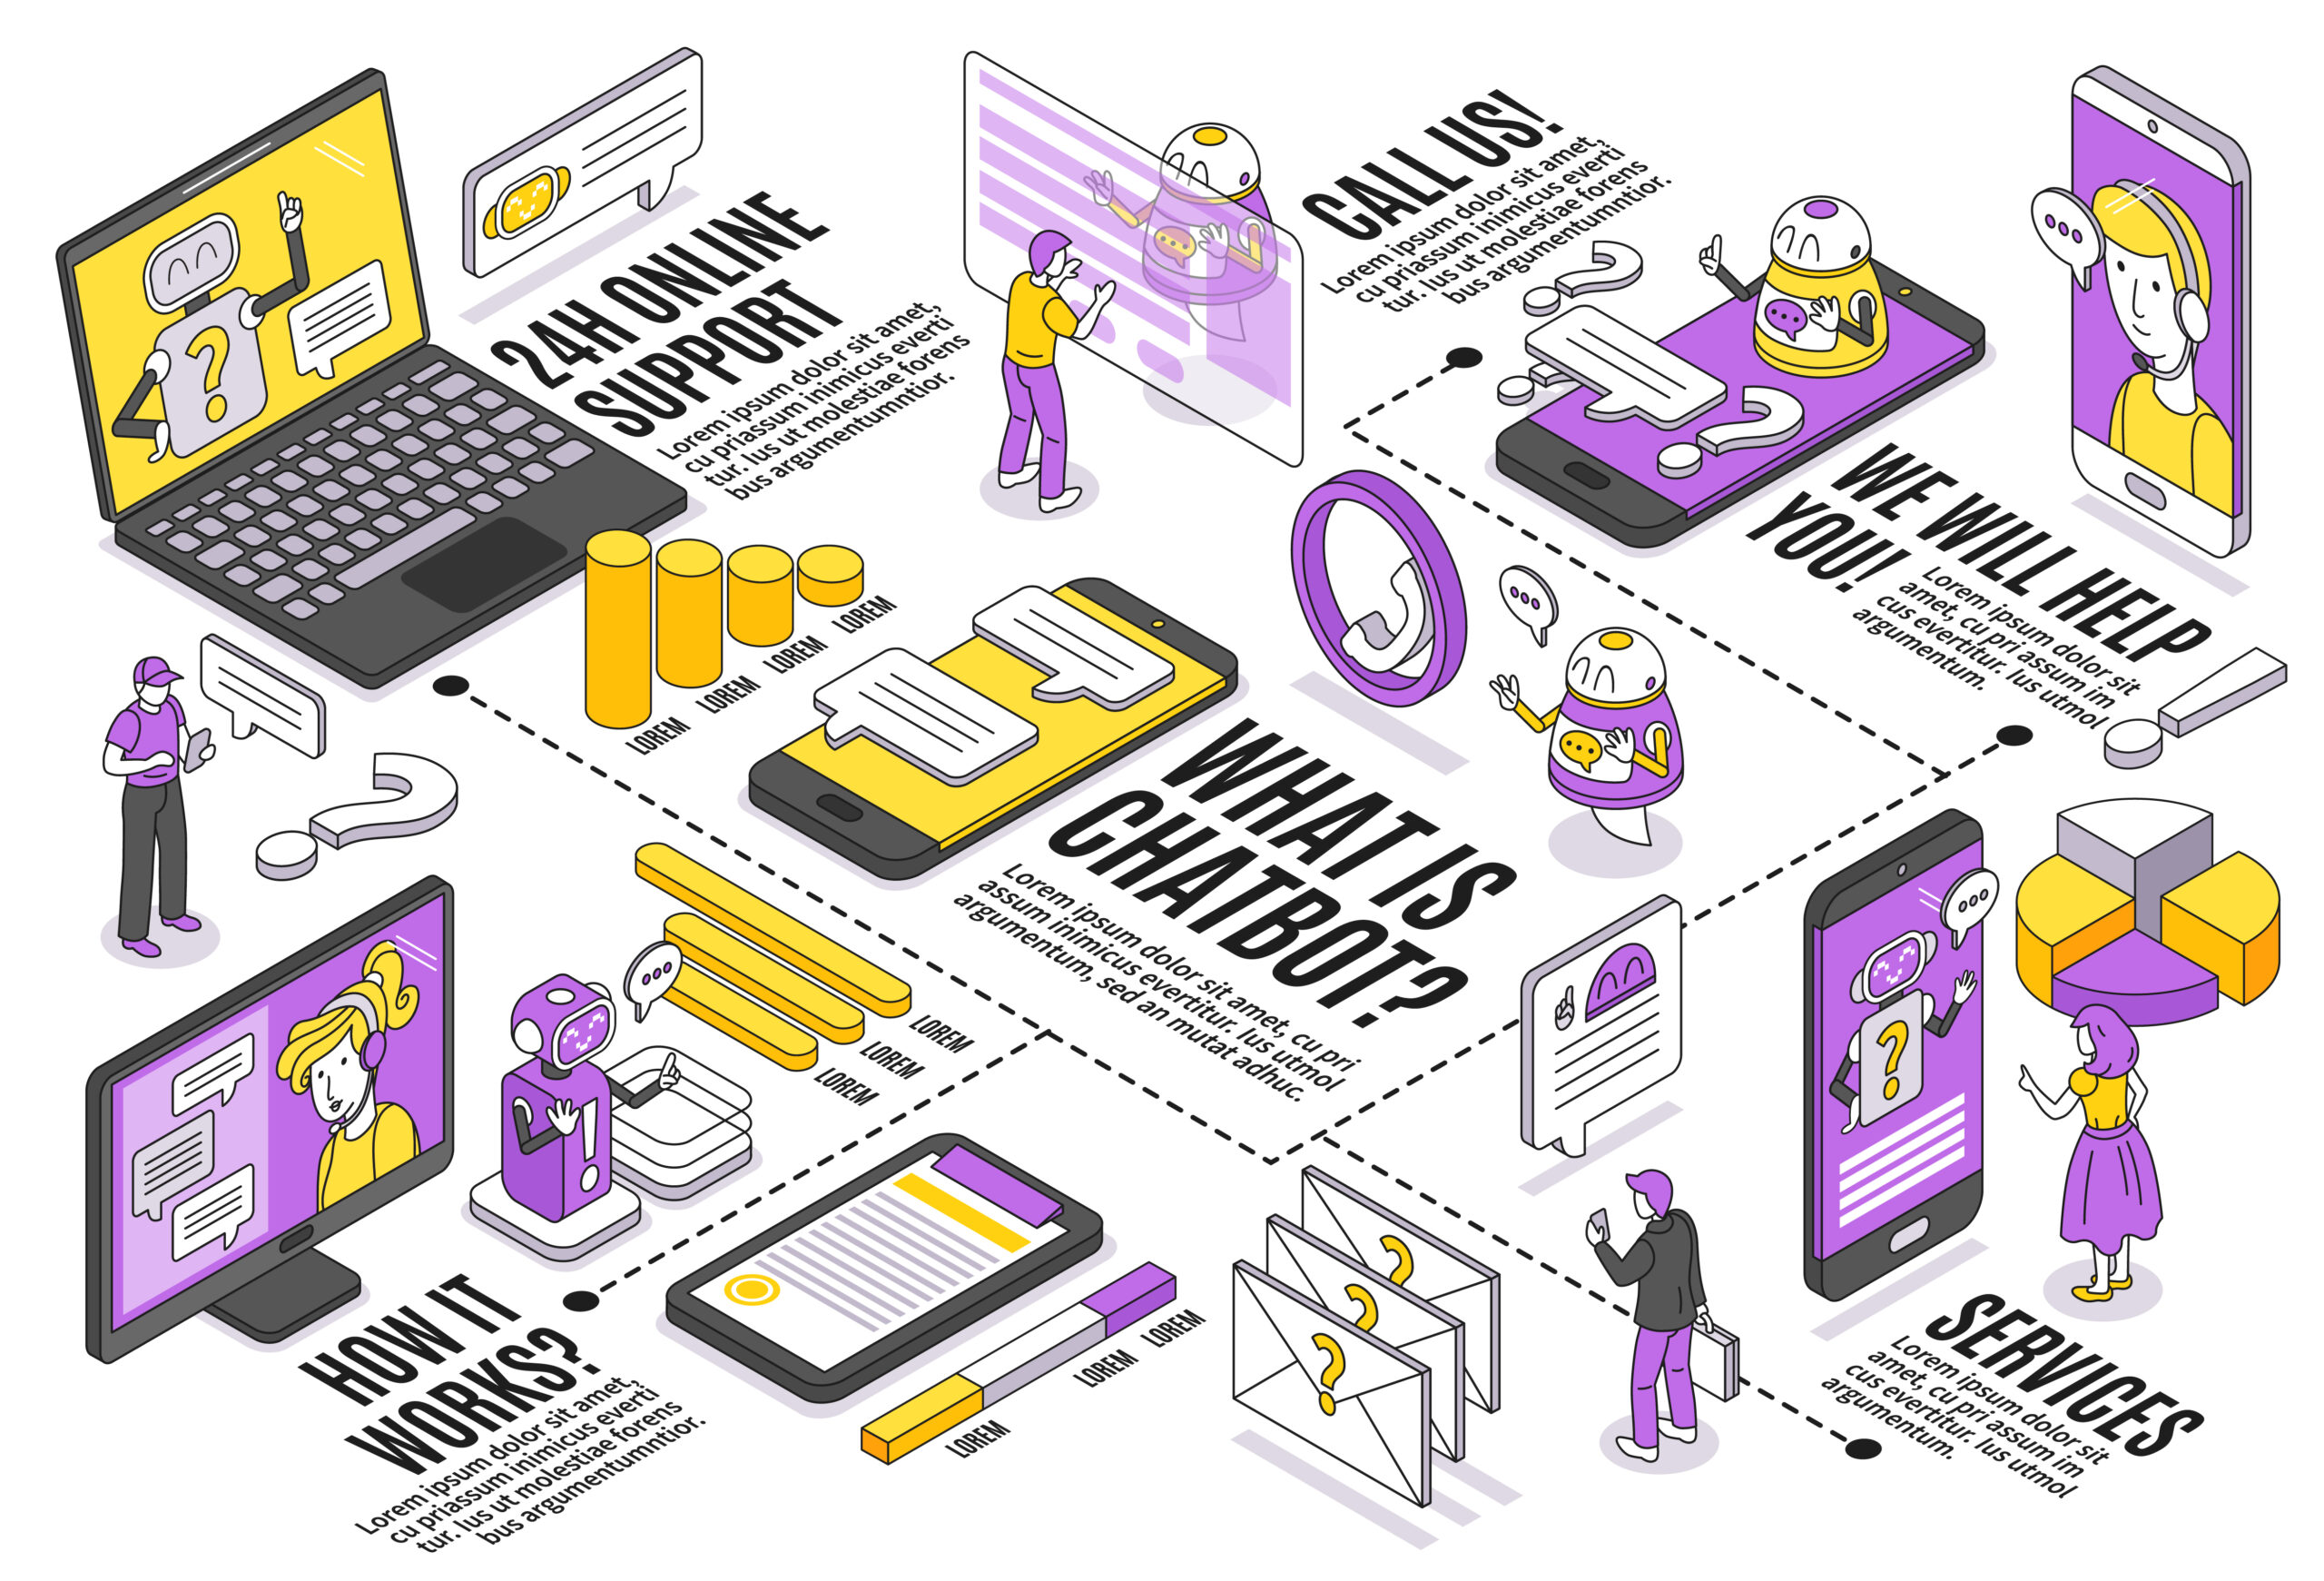 24H ONLINE
SUPPORT
Lorem ipsum dolor sit amet,
cu priassum inimicus everti
tur. Ius ut molestiae forens
bus argumentumntior.
CALL US!
Lorem ipsum dolor sit amet,
cu priassum inimicus everti
tur. Ius ut molestiae forens
bus argumentumntior.
WE WILL HELP
YOU!
Lorem ipsum dolor sit
amet, cu pri assum im
cus evertitur. Ius utmol
argumentum.
LOREM
LOREM
LOREM
LOREM
WHAT IS
CHATBOT?
Lorem ipsum dolor sit amet, cu pri
assum inimicus evertitur. Ius utmol
argumentum, sed an mutat adhuc.
LOREM
LOREM
LOREM
HOW IT
WORKS?
Lorem ipsum dolor sit amet,
cu priassum inimicus everti
tur. Ius ut molestiae forens
bus argumentumntior.
LOREM
LOREM
LOREM
SERVICES
Lorem ipsum dolor sit
amet, cu pri assum im
cus evertitur. Ius utmol
argumentum.
?
?
?
?
?
?
?
?
!
!
?